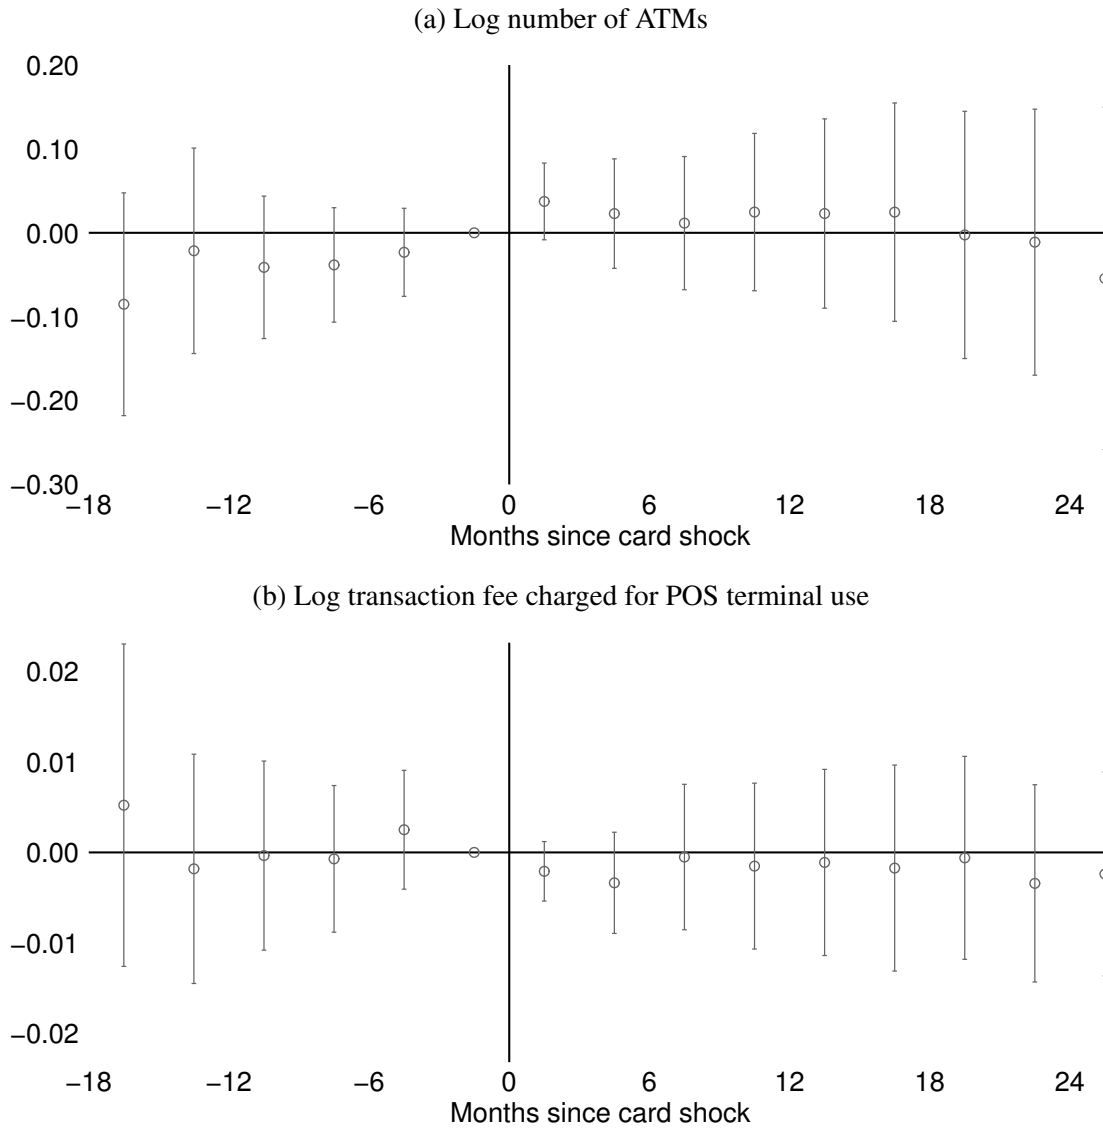 (a) Log number of ATMs
0.20
0.10
0.00
−0.10
−0.20
−0.30
−18 −12 −6 0 6 12 18 24
Months since card shock
(b) Log transaction fee charged for POS terminal use
0.02
0.01
0.00
−0.01
−0.02
−18 −12 −6 0 6 12 18 24
Months since card shock